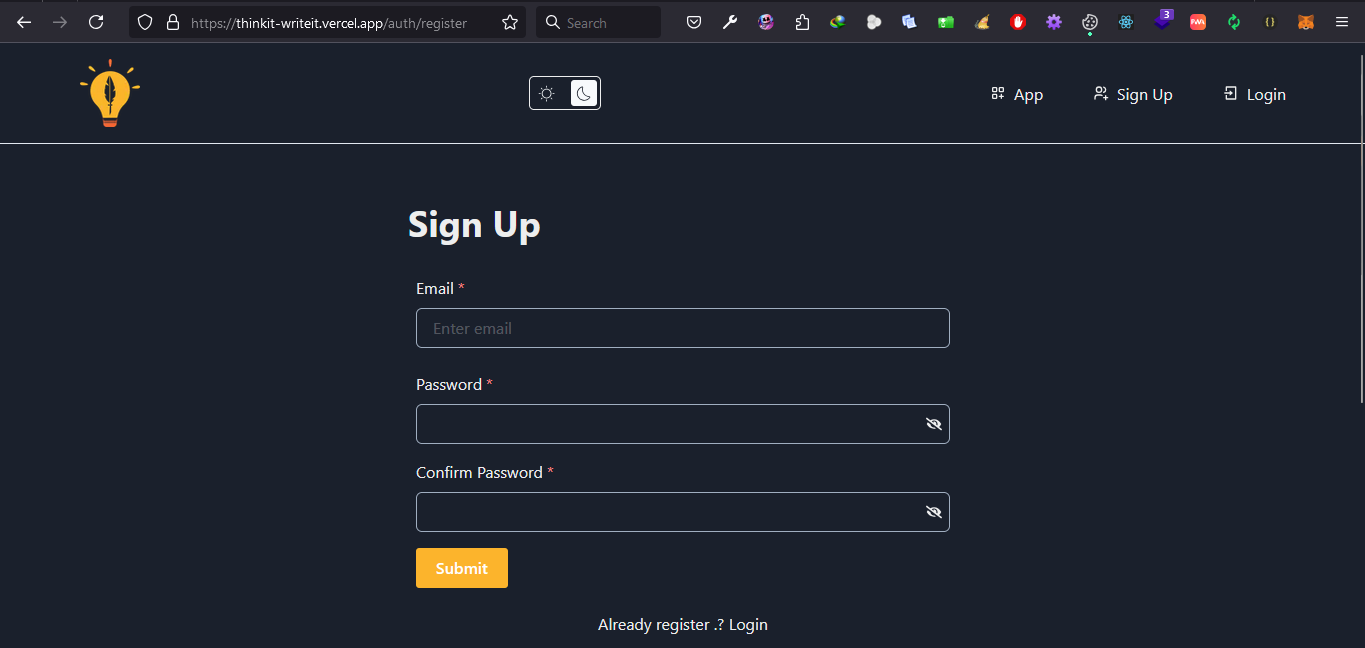 https://thinkit-writeit.vercel.app/auth/register
Search
3
PWA
{}
App
Sign Up
Login
Sign Up
Email *
Enter email
Password *
Confirm Password *
Submit
Already register .? Login